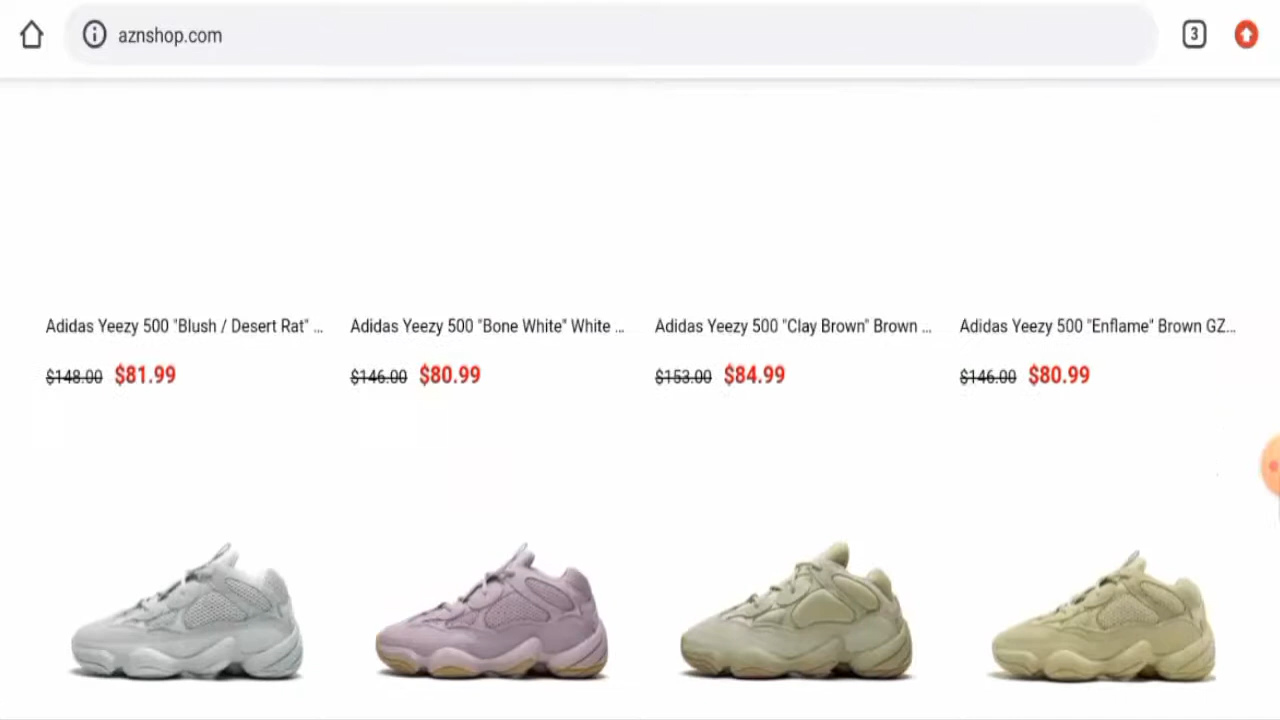 aznshop.com
3
Adidas Yeezy 500 "Blush / Desert Rat" ...
Adidas Yeezy 500 "Bone White" White ...
Adidas Yeezy 500 "Clay Brown" Brown ...
Adidas Yeezy 500 "Enflame" Brown GZ...
$148.00 $81.99
$146.00 $80.99
$153.00 $84.99
$146.00 $80.99